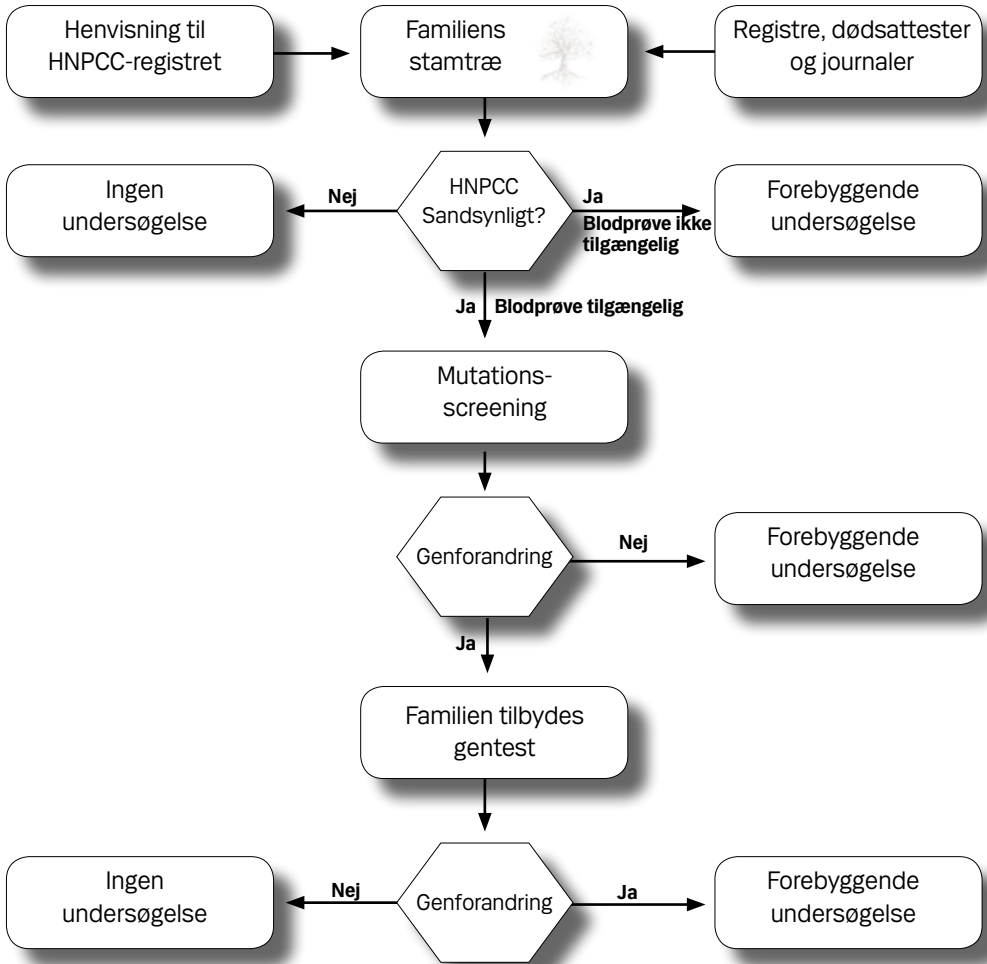 Henvisning til
HNPCC-registret
Familiens
stamtræ
Registre, dødsattester
og journaler
Ingen
undersøgelse
Nej
HNPCC
Sandsynligt?
Ja
Blodprøve ikke
tilgængelig
Forebyggende
undersøgelse
Ja
Blodprøve tilgængelig
Mutations-
screening
Genforandring
Nej
Forebyggende
undersøgelse
Ja
Familien tilbydes
gentest
Ingen
undersøgelse
Nej
Genforandring
Ja
Forebyggende
undersøgelse